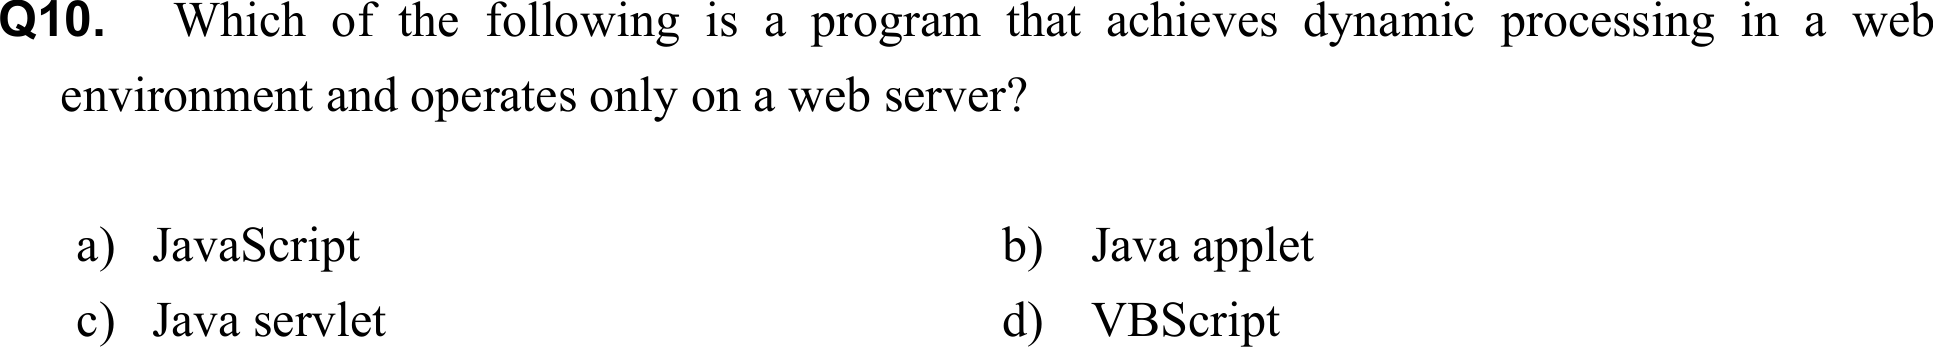 Q10. Which of the following is a program that achieves dynamic processing in a web
environment and operates only on a web server?
a) JavaScript b) Java applet
c) Java servlet d) VBScript